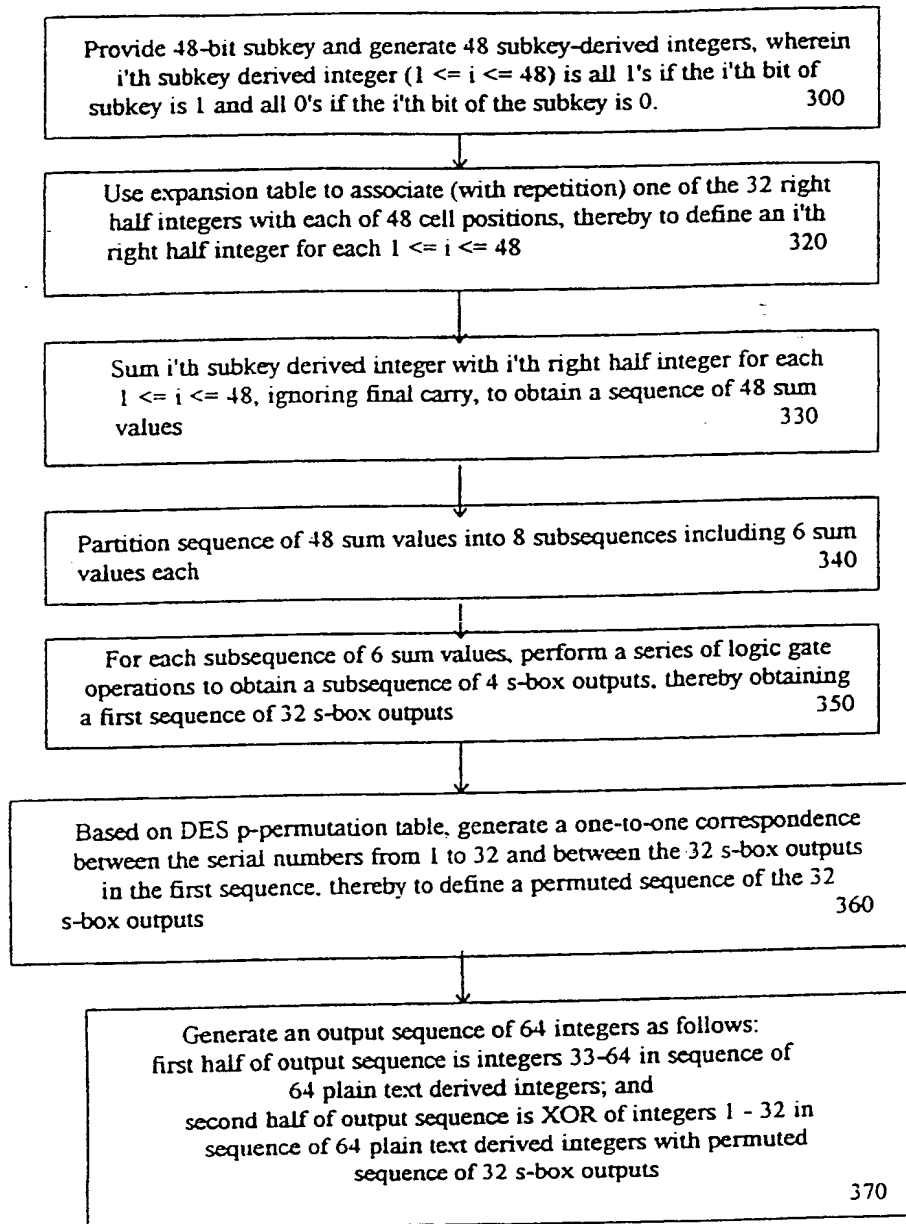 Provide 48-bit subkey and generate 48 subkey-derived integers, wherein
i'th subkey derived integer (1 <= i <= 48) is all 1's if the i'th bit of
subkey is 1 and all 0's if the i'th bit of the subkey is 0. 300
Use expansion table to associate (with repetition) one of the 32 right
half integers with each of 48 cell positions, thereby to define an i'th
right half integer for each 1 <= i <= 48 320
Sum i'th subkey derived integer with i'th right half integer for each
1 <= i <= 48, ignoring final carry, to obtain a sequence of 48 sum
values 330
Partition sequence of 48 sum values into 8 subsequences including 6 sum
values each 340
For each subsequence of 6 sum values, perform a series of logic gate
operations to obtain a subsequence of 4 s-box outputs, thereby obtaining
a first sequence of 32 s-box outputs 350
Based on DES p-permutation table, generate a one-to-one correspondence
between the serial numbers from 1 to 32 and between the 32 s-box outputs
in the first sequence, thereby to define a permuted sequence of the 32
s-box outputs 360
Generate an output sequence of 64 integers as follows:
first half of output sequence is integers 33-64 in sequence of
64 plain text derived integers; and
second half of output sequence is XOR of integers 1 - 32 in
sequence of 64 plain text derived integers with permuted
sequence of 32 s-box outputs
370